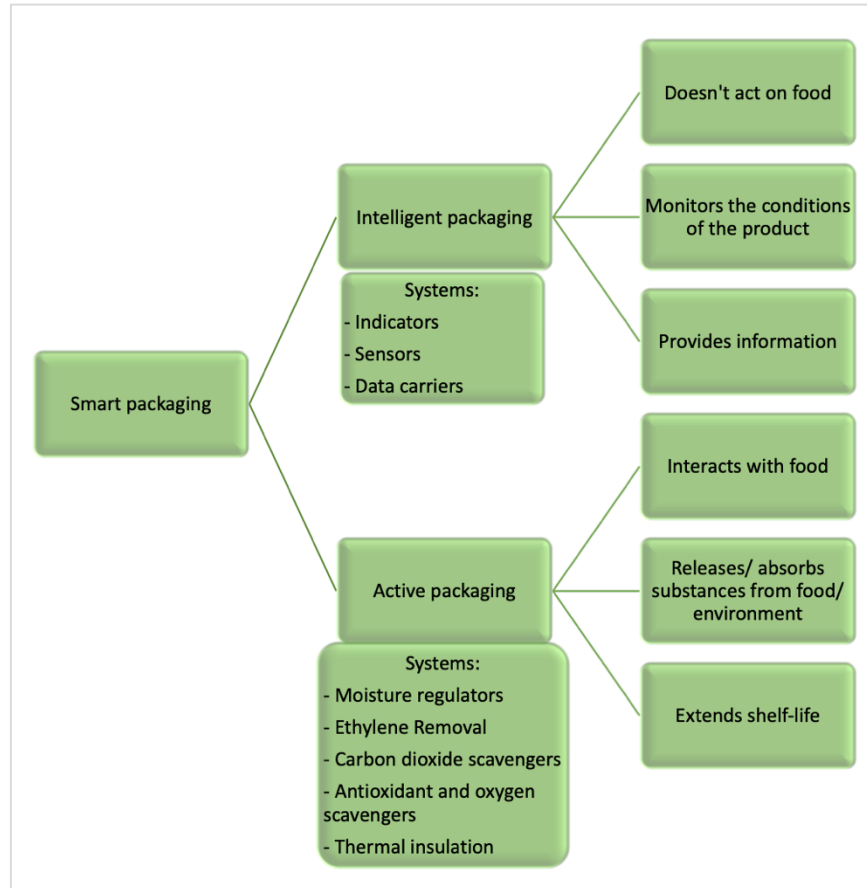 Smart packaging
Intelligent packaging
Systems:
- Indicators
- Sensors
- Data carriers
Doesn't act on food
Monitors the conditions
of the product
Provides information
Active packaging
Systems:
- Moisture regulators
- Ethylene Removal
- Carbon dioxide scavengers
- Antioxidant and oxygen
scavengers
- Thermal insulation
Interacts with food
Releases/ absorbs
substances from food/
environment
Extends shelf-life